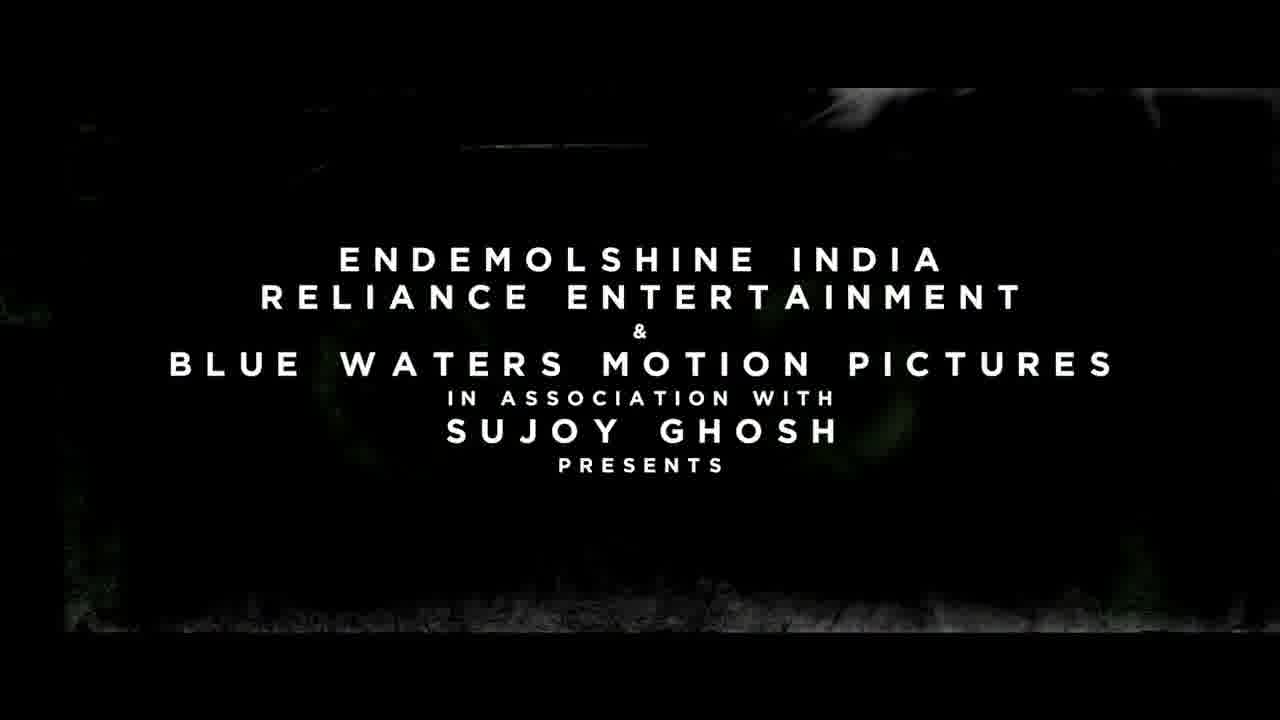 ENDEMOLSHINE INDIA
RELIANCE ENTERTAINMENT
&
BLUE WATERS MOTION PICTURES
IN ASSOCIATION WITH
SUJOY GHOSH
PRESENTS